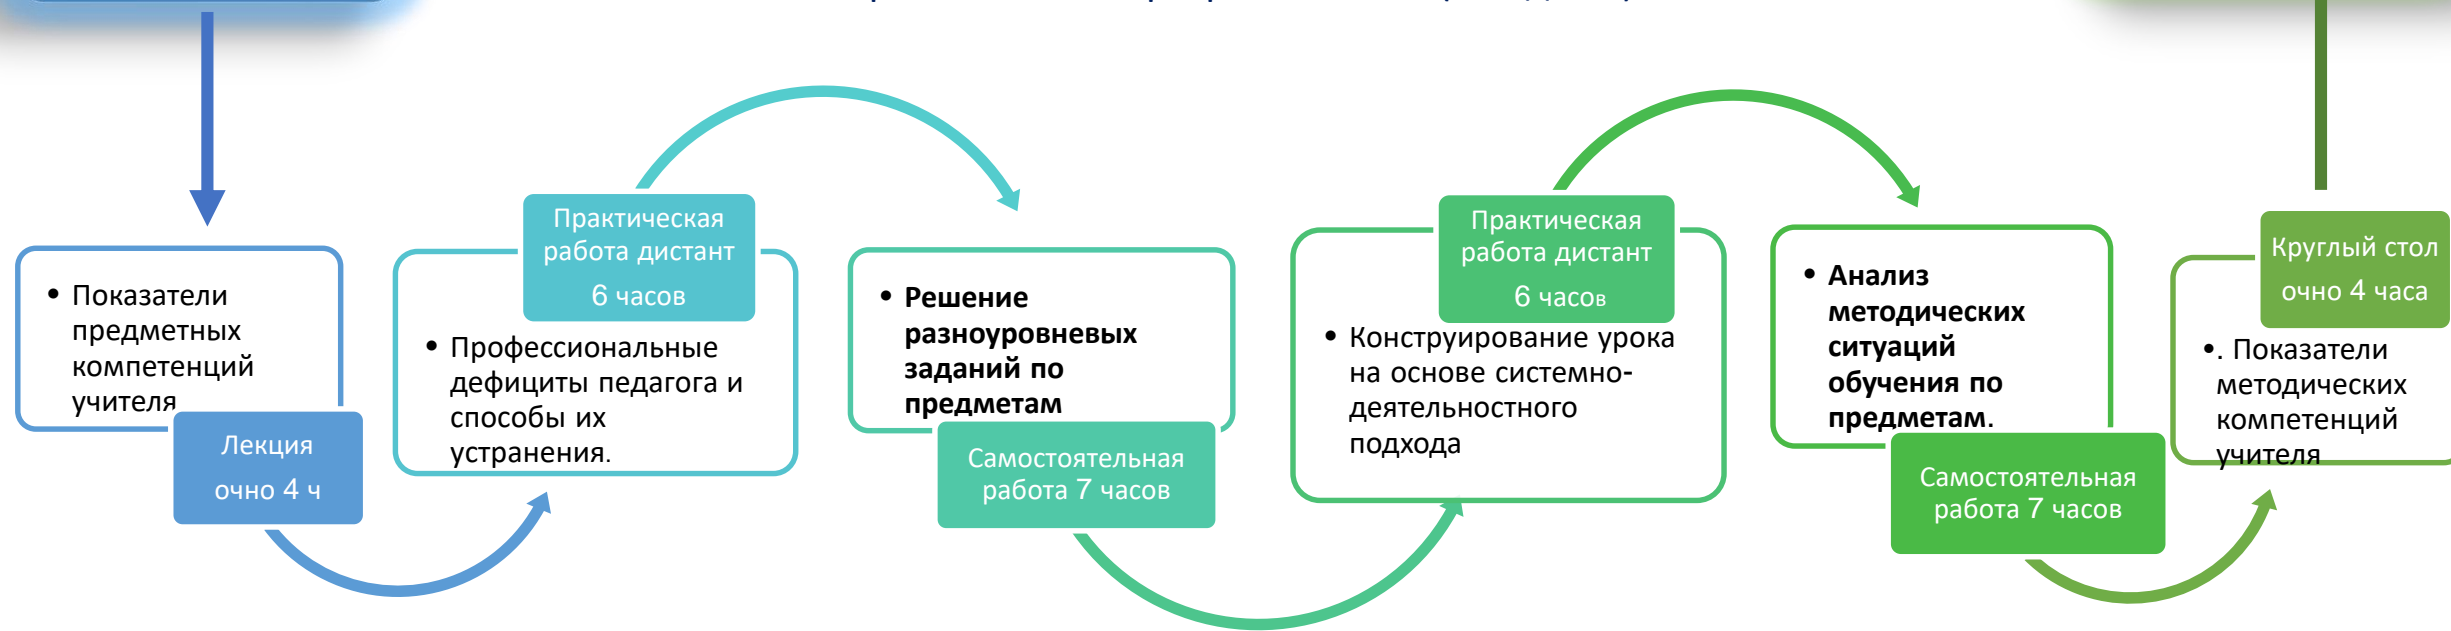 • Показатели
предметных
компетенций
учителя
Лекция
очно 4 ч
Практическая
работа дистант
6 часов
• Профессиональные
дефициты педагога и
способы их
устранения.
• Решение
разноуровневых
заданий по
предметам
Самостоятельная
работа 7 часов
Практическая
работа дистант
6 часов
• Конструирование урока
на основе системно-
деятельностного
подхода
• Анализ
методических
ситуаций
обучения по
предметам.
Самостоятельная
работа 7 часов
Круглый стол
очно 4 часа
•. Показатели
методических
компетенций
учителя